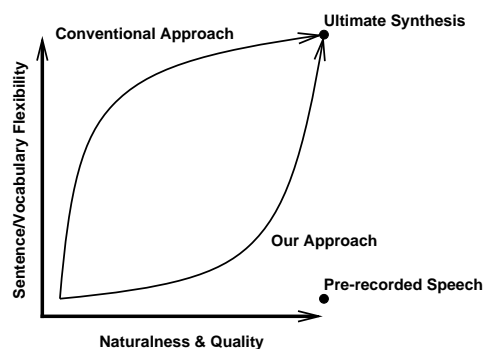 Ultimate Synthesis
Conventional Approach
Sentence/Vocabulary Flexibility
Our Approach
Pre-recorded Speech
Naturalness & Quality